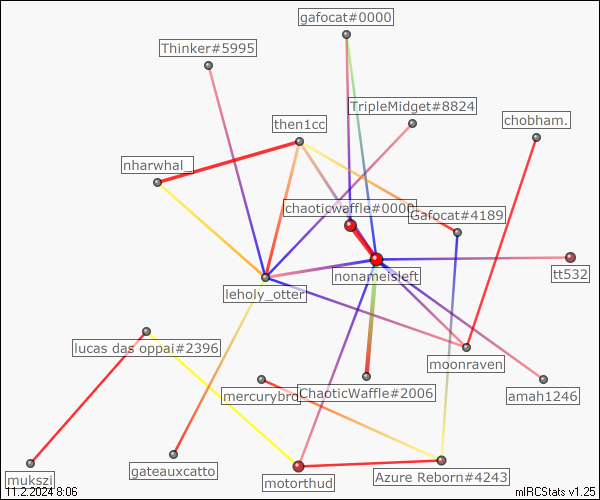 gafocat#0000
Thinker#5995
TripleMidget#8824
then1cc
chobham.
nharwhal_
chaoticwaffle#000
Gafocat#4189
nonameisleft
tt532
leholy_otter
lucas das oppai#2396
moonraven
mercurybro
ChaoticWaffle#2006
amah1246
gateauxcatto
mukszi
motorthud
Azure Reborn#4243
11.2.2024 8:06
mIRCStats v1.25